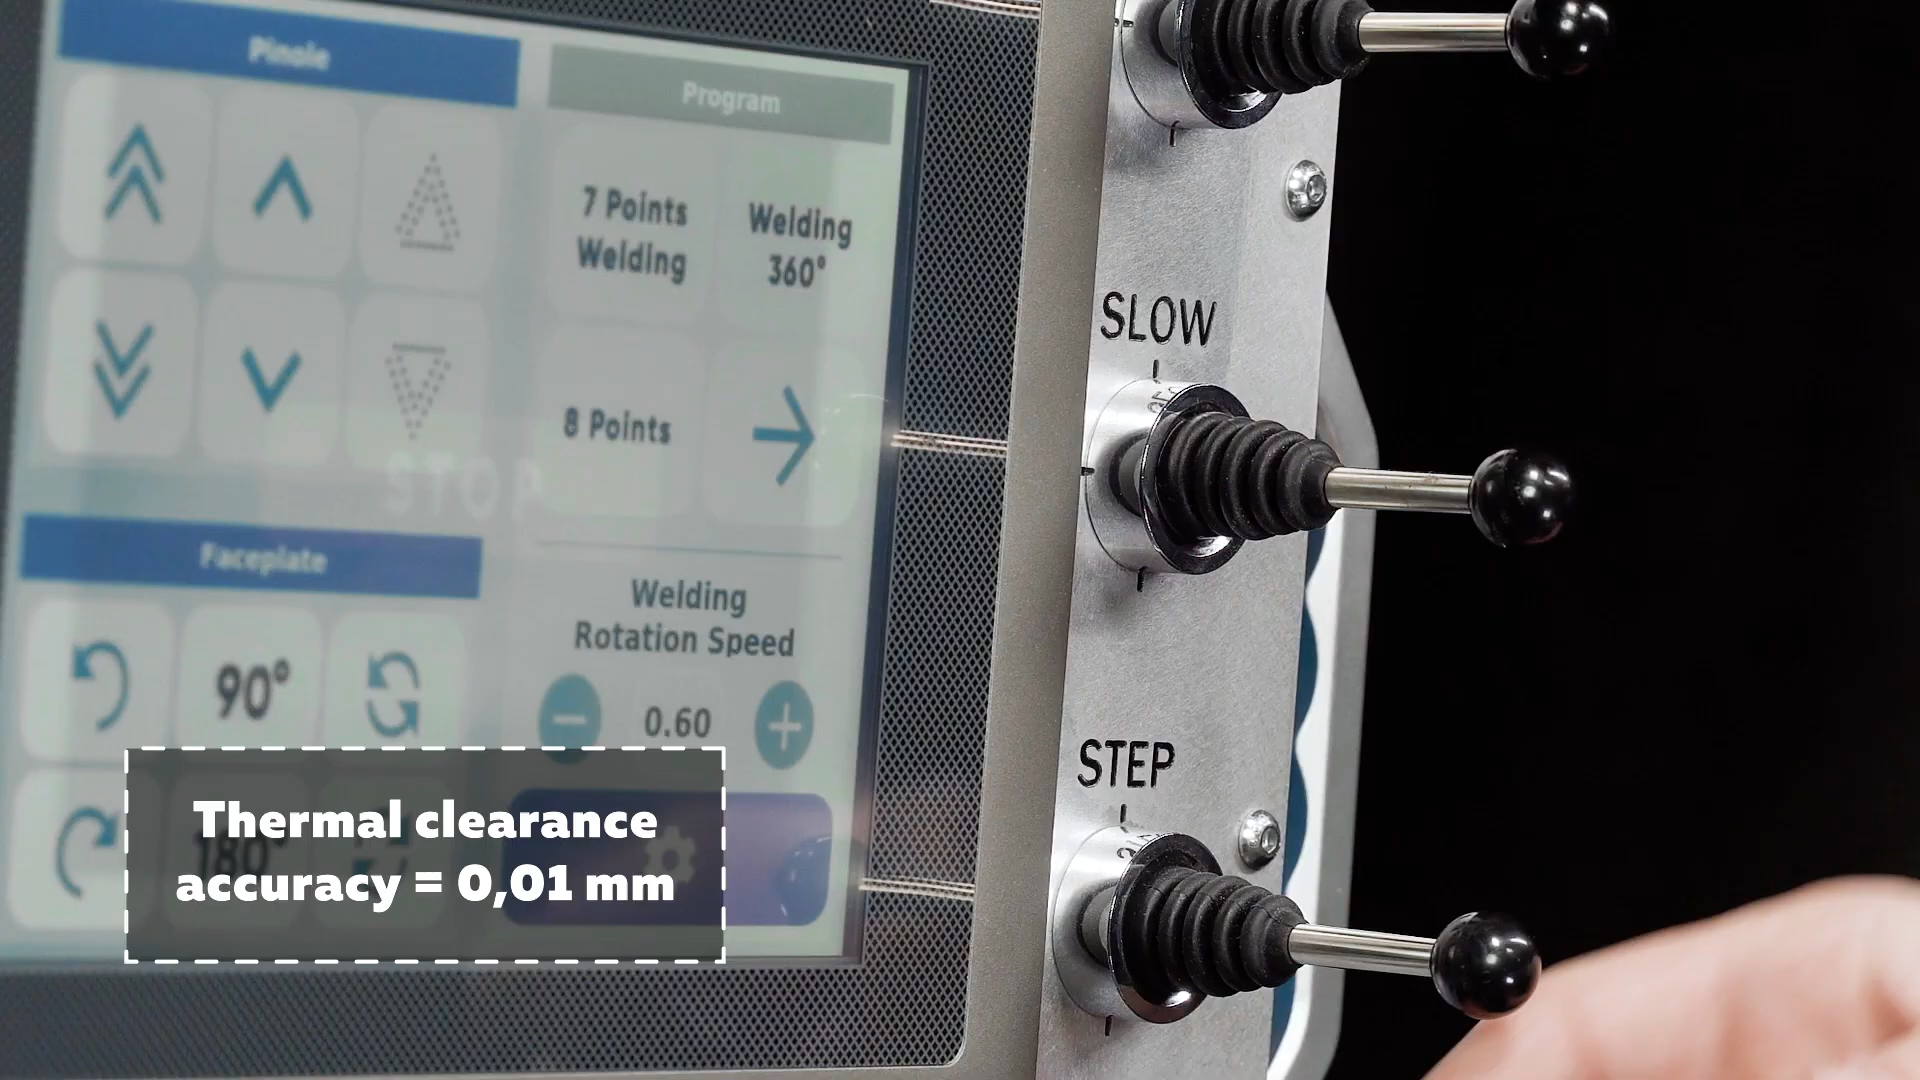 Pinole
Program
7 Points
Welding
Welding
360°
8 Points
SLOW
STOP
Faceplate
Welding
Rotation Speed
90°
0.60
STEP
180°
Thermal clearance
accuracy = 0,01 mm